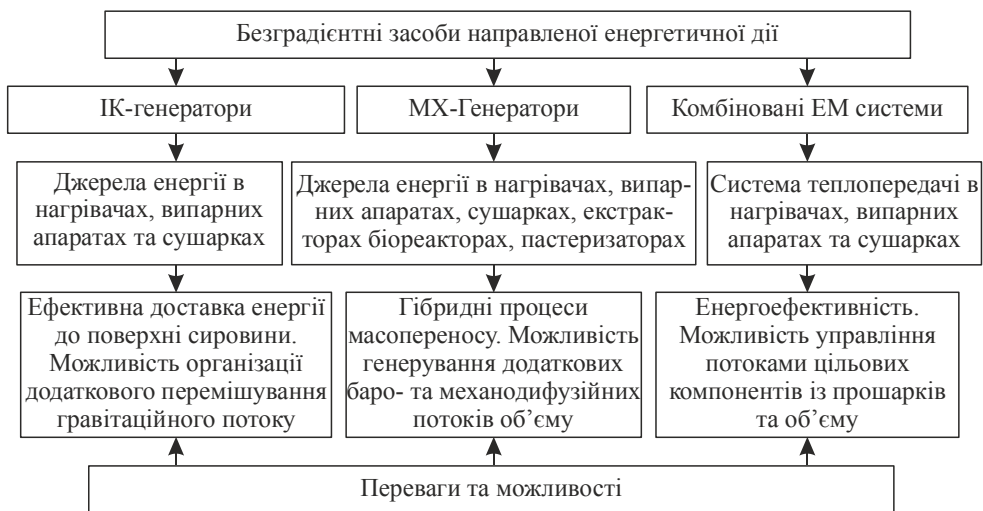 Безградієнтні засоби направленої енергетичної дії
ІК-генератори
МХ-Генератори
Комбіновані ЕМ системи
Джерела енергії в
нагрівачах, випарних
апаратах та сушарках
Джерела енергії в нагрівачах, випар-
них апаратах, сушарках, екстрак-
торах біореакторах, пастеризаторах
Система теплопередачі в
нагрівачах, випарних
апаратах та сушарках
Ефективна доставка енергії
до поверхні сировини.
Можливість організації
додаткового перемішування
гравітаційного потоку
Гібридні процеси
масопереносу. Можливість
генерування додаткових
баро- та механодифузійних
потоків об’єму
Енергоефективність.
Можливість управління
потоками цільових
компонентів із прошарків
та об’єму
Переваги та можливості